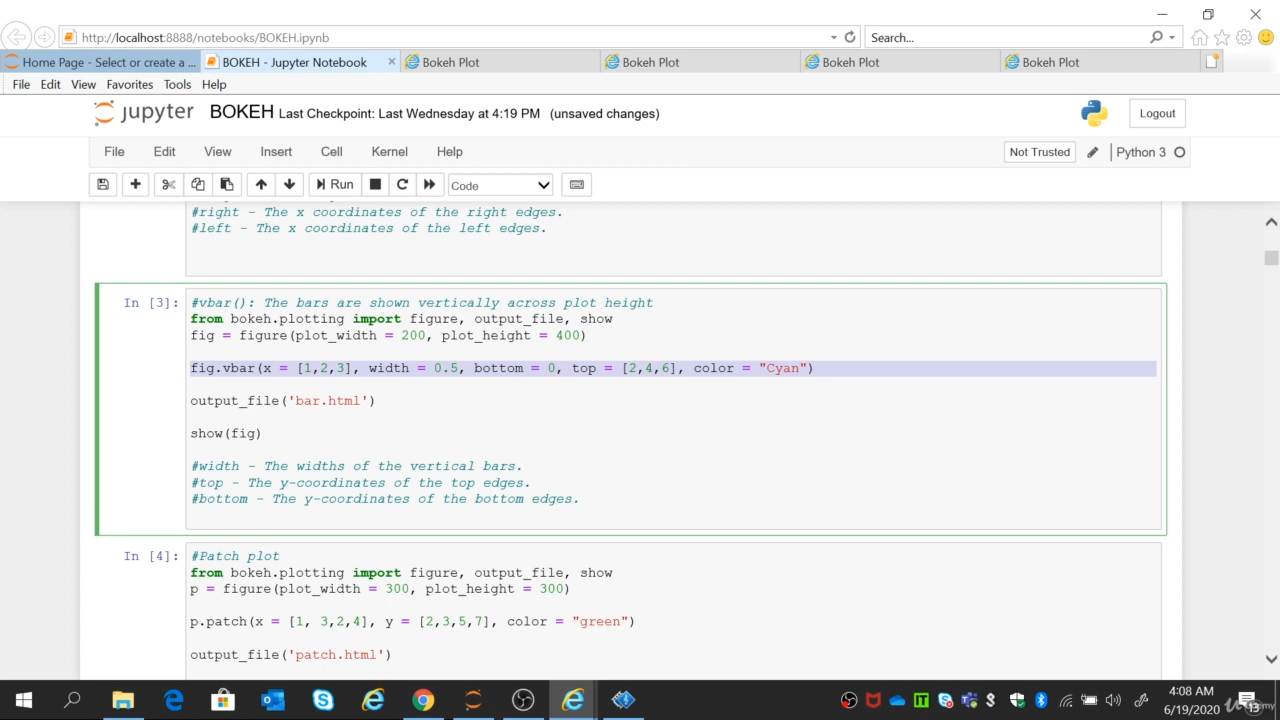 http://localhost:8888/notebooks/BOKEH.ipynb
Search...
Home Page - Select or create a ...
BOKEH - Jupyter Notebook
Bokeh Plot
Bokeh Plot
Bokeh Plot
Bokeh Plot
File Edit View Favorites Tools Help
jupyter BOKEH Last Checkpoint: Last Wednesday at 4:19 PM (unsaved changes)
Logout
File Edit View Insert Cell Kernel Help
Not Trusted
Python 3
Run
Code
#right - The x coordinates of the right edges.
#left - The x coordinates of the left edges.
In [3]:
#vbar(): The bars are shown vertically across plot height
from bokeh.plotting import figure, output_file, show
fig = figure(plot_width = 200, plot_height = 400)
fig.vbar(x = [1,2,3], width = 0.5, bottom = 0, top = [2,4,6], color = "Cyan")
output_file('bar.html')
show(fig)
#width - The widths of the vertical bars.
#top - The y-coordinates of the top edges.
#bottom - The y-coordinates of the bottom edges.
In [4]:
#Patch plot
from bokeh.plotting import figure, output_file, show
p = figure(plot_width = 300, plot_height = 300)
p.patch(x = [1, 3,2,4], y = [2,3,5,7], color = "green")
output_file('patch.html')
4:08 AM
6/19/2020
13